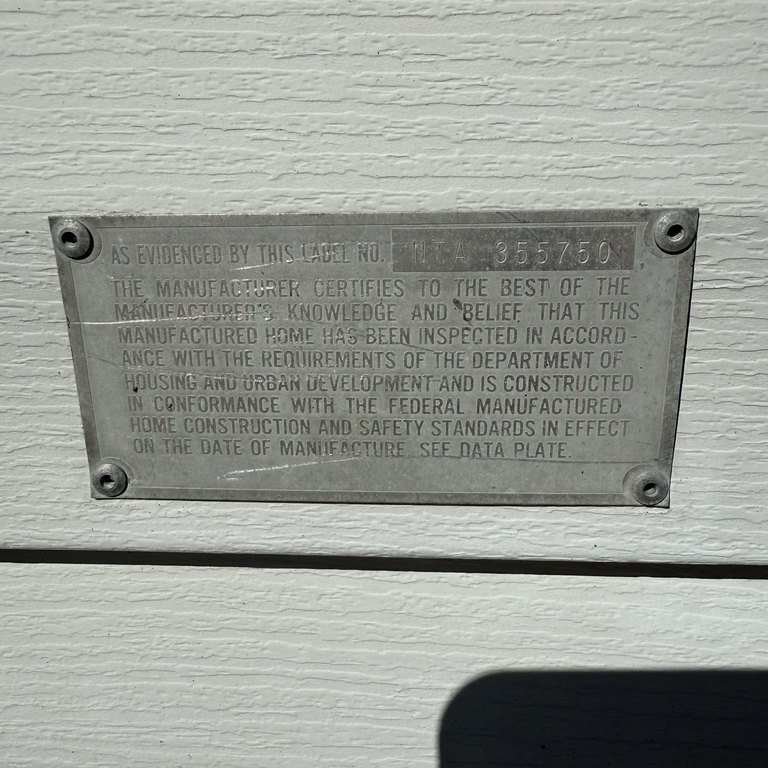 AS EVIDENCED BY THIS LABEL NO. NTA 355750
THE MANUFACTURER CERTIFIES TO THE BEST OF THE
MANUFACTURER'S KNOWLEDGE AND BELIEF THAT THIS
MANUFACTURED HOME HAS BEEN INSPECTED IN ACCORD-
ANCE WITH THE REQUIREMENTS OF THE DEPARTMENT OF
HOUSING AND URBAN DEVELOPMENT AND IS CONSTRUCTED
IN CONFORMANCE WITH THE FEDERAL MANUFACTURED
HOME CONSTRUCTION AND SAFETY STANDARDS IN EFFECT
ON THE DATE OF MANUFACTURE. SEE DATA PLATE.